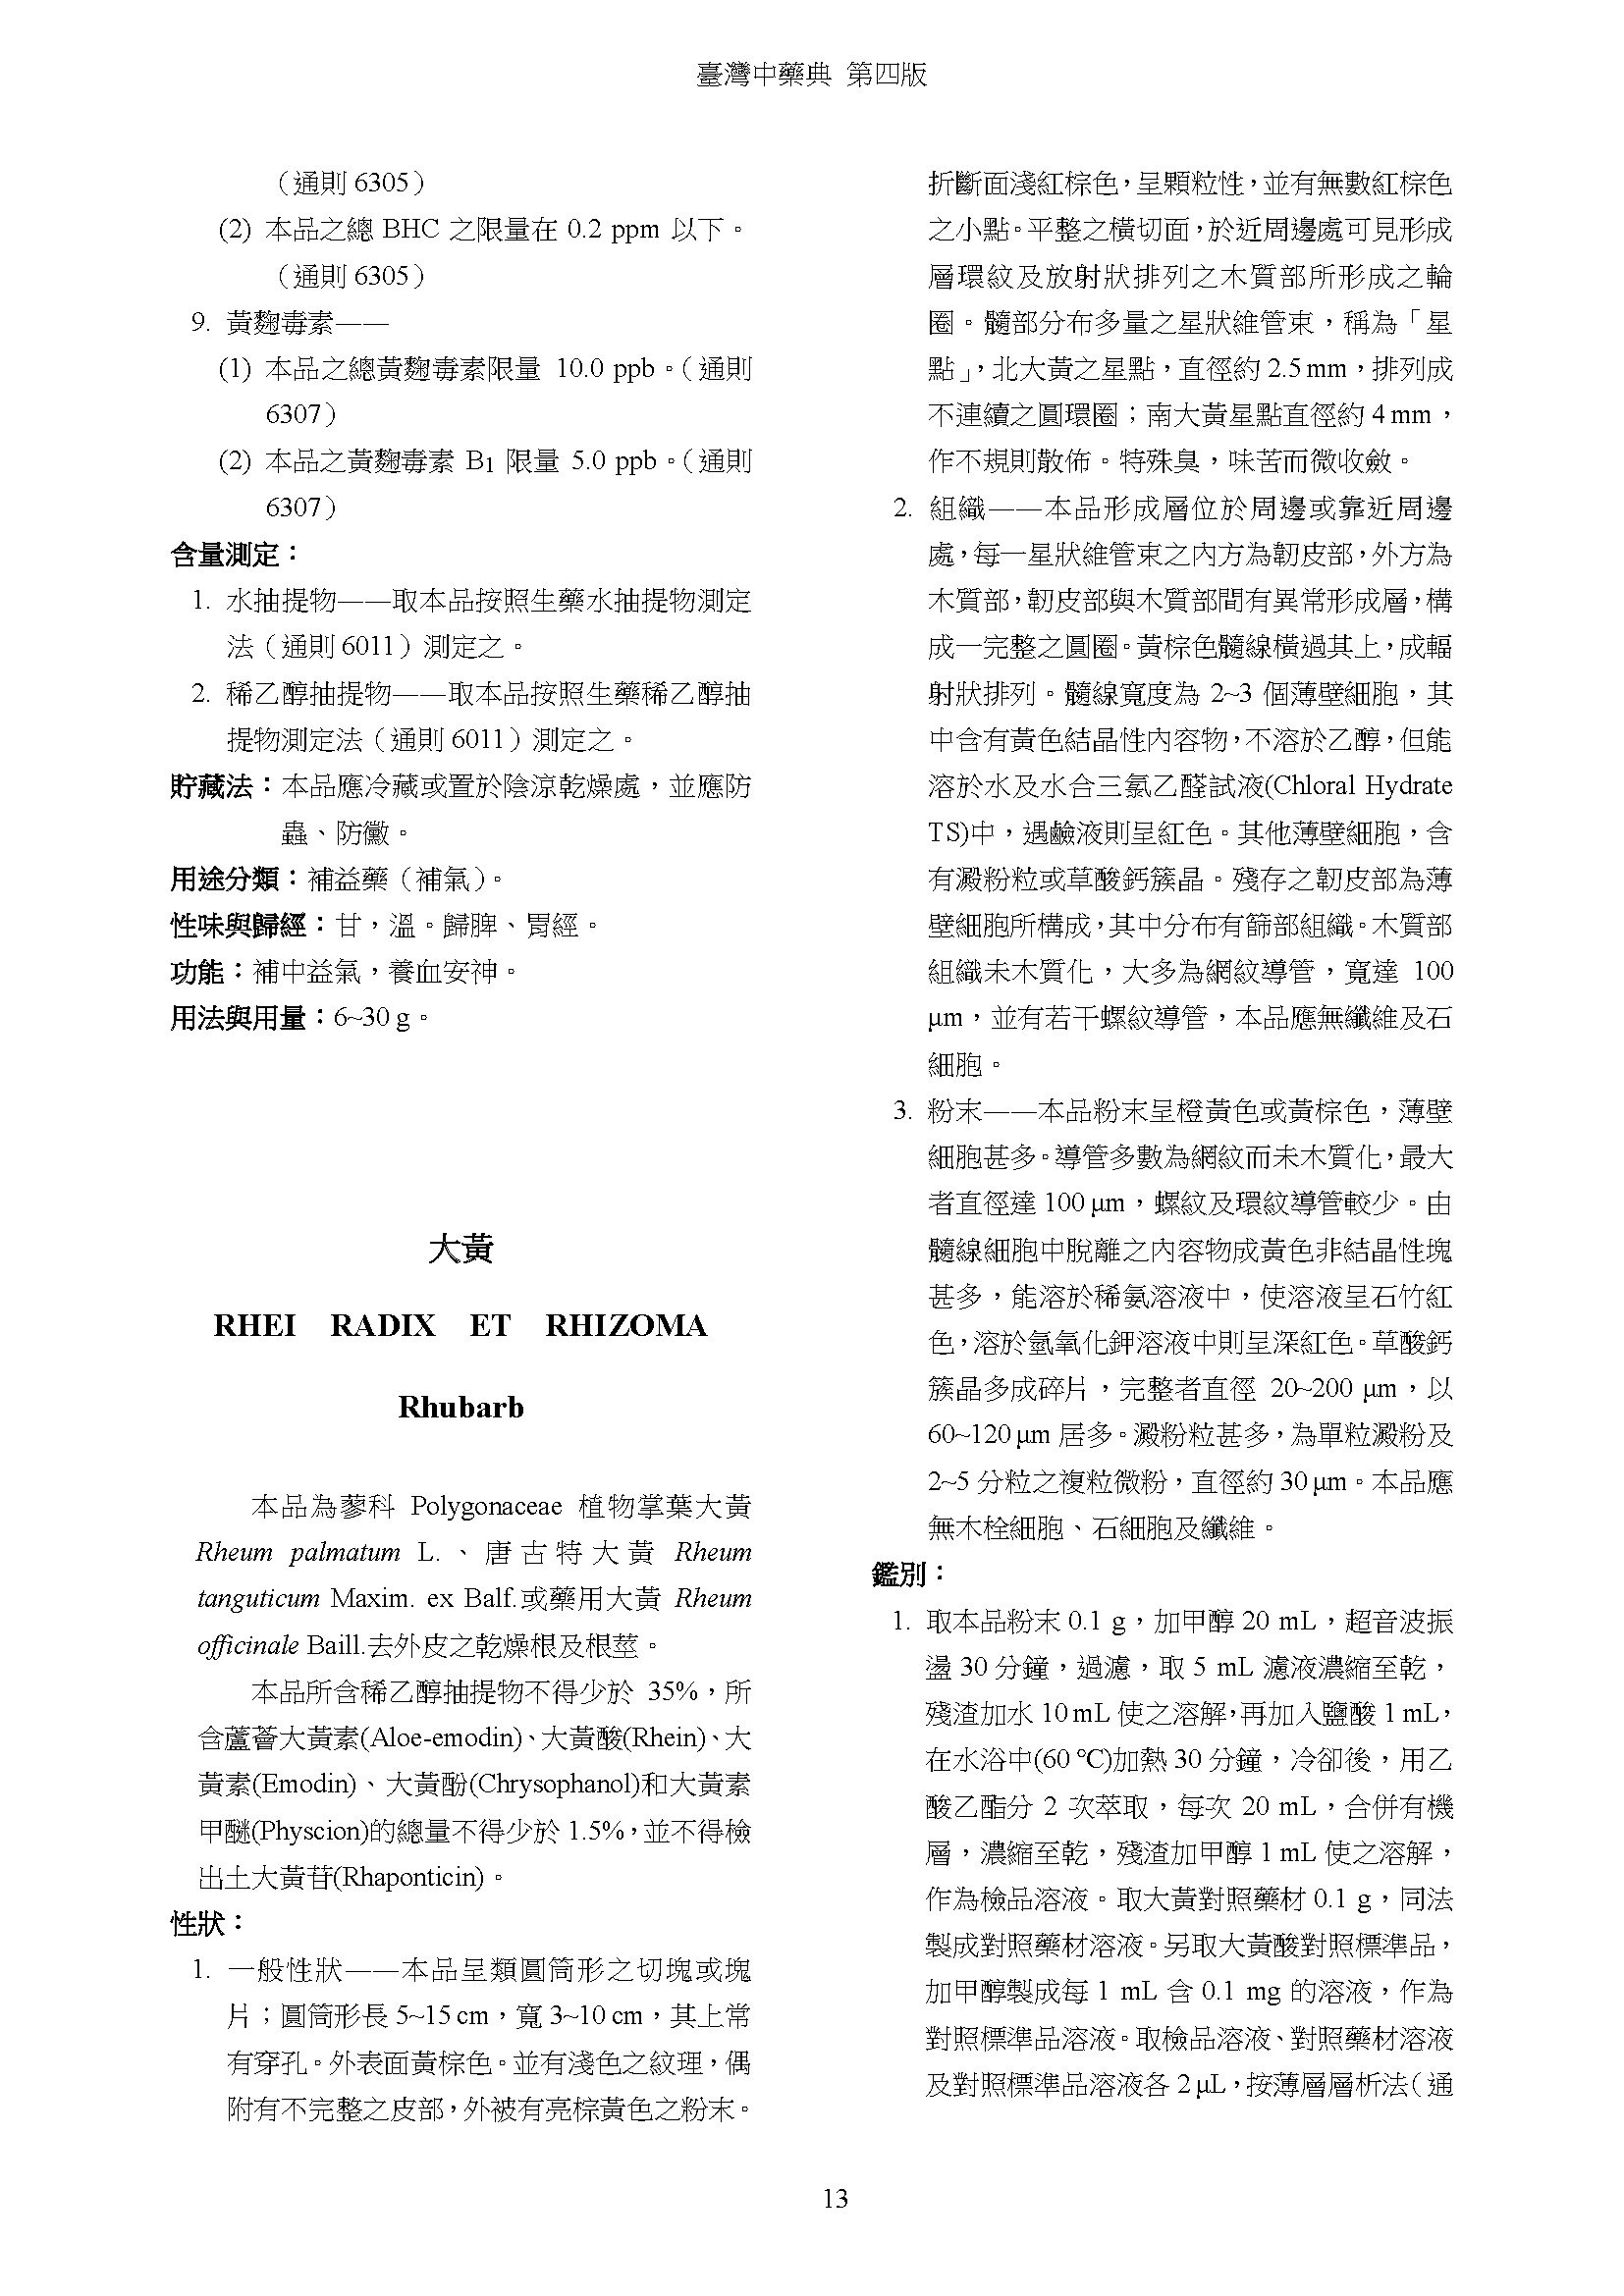 臺灣中藥典 第四版
（通則 6305）
(2) 本品之總 BHC 之限量在 0.2 ppm 以下。
（通則 6305）
9. 黃麴毒素——
(1) 本品之總黃麴毒素限量 10.0 ppb。（通則
6307）
(2) 本品之黃麴毒素 B1 限量 5.0 ppb。（通則
6307）
含量測定：
1. 水抽提物——取本品按照生藥水抽提物測定
法（通則 6011）測定之。
2. 稀乙醇抽提物——取本品按照生藥稀乙醇抽
提物測定法（通則 6011）測定之。
貯藏法：本品應冷藏或置於陰涼乾燥處，並應防
蟲、防黴。
用途分類：補益藥（補氣）。
性味與歸經：甘，溫。歸脾、胃經。
功能：補中益氣，養血安神。
用法與用量：6~30 g。
大黃
RHEI RADIX ET RHIZOMA
Rhubarb
本品為蓼科 Polygonaceae 植物掌葉大黃
Rheum palmatum L.、唐古特大黃 Rheum
tanguticum Maxim. ex Balf.或藥用大黃 Rheum
officinale Baill.去外皮之乾燥根及根莖。
本品所含稀乙醇抽提物不得少於 35%，所
含蘆薈大黃素(Aloe-emodin)、大黃酸(Rhein)、大
黃素(Emodin)、大黃酚(Chrysophanol)和大黃素
甲醚(Physcion)的總量不得少於 1.5%，並不得檢
出土大黃苷(Rhaponticin)。
性狀：
1. 一般性狀——本品呈類圓筒形之切塊或塊
片；圓筒形長 5~15 cm，寬 3~10 cm，其上常
有穿孔。外表面黃棕色。並有淺色之紋理，偶
附有不完整之皮部，外被有亮棕黃色之粉末。
折斷面淺紅棕色，呈顆粒性，並有無數紅棕色
之小點。平整之橫切面，於近周邊處可見形成
層環紋及放射狀排列之木質部所形成之輪
圈。髓部分布多量之星狀維管束，稱為「星
點」，北大黃之星點，直徑約 2.5 mm，排列成
不連續之圓環圈；南大黃星點直徑約 4 mm，
作不規則散佈。特殊臭，味苦而微收斂。
2. 組織——本品形成層位於周邊或靠近周邊
處，每一星狀維管束之內方為韌皮部，外方為
木質部，韌皮部與木質部間有異常形成層，構
成一完整之圓圈。黃棕色髓線橫過其上，成輻
射狀排列。髓線寬度為 2~3 個薄壁細胞，其
中含有黃色結晶性內容物，不溶於乙醇，但能
溶於水及水合三氯乙醛試液(Chloral Hydrate
TS)中，遇鹼液則呈紅色。其他薄壁細胞，含
有澱粉粒或草酸鈣簇晶。殘存之韌皮部為薄
壁細胞所構成，其中分布有篩部組織。木質部
組織未木質化，大多為網紋導管，寬達 100
μm，並有若干螺紋導管，本品應無纖維及石
細胞。
3. 粉末——本品粉末呈橙黃色或黃棕色，薄壁
細胞甚多。導管多數為網紋而未木質化，最大
者直徑達 100 μm，螺紋及環紋導管較少。由
髓線細胞中脫離之內容物成黃色非結晶性塊
甚多，能溶於稀氨溶液中，使溶液呈石竹紅
色，溶於氫氧化鉀溶液中則呈深紅色。草酸鈣
簇晶多成碎片，完整者直徑 20~200 μm，以
60~120 μm 居多。澱粉粒甚多，為單粒澱粉及
2~5 分粒之複粒微粉，直徑約 30 μm。本品應
無木栓細胞、石細胞及纖維。
鑑別：
1. 取本品粉末 0.1 g，加甲醇 20 mL，超音波振
盪 30 分鐘，過濾，取 5 mL 濾液濃縮至乾，
殘渣加水 10 mL 使之溶解，再加入鹽酸 1 mL，
在水浴中(60 ℃)加熱 30 分鐘，冷卻後，用乙
酸乙酯分 2 次萃取，每次 20 mL，合併有機
層，濃縮至乾，殘渣加甲醇 1 mL 使之溶解，
作為檢品溶液。取大黃對照藥材 0.1 g，同法
製成對照藥材溶液。另取大黃酸對照標準品，
加甲醇製成每 1 mL 含 0.1 mg 的溶液，作為
對照標準品溶液。取檢品溶液、對照藥材溶液
及對照標準品溶液各 2 μL，按薄層層析法（通
13